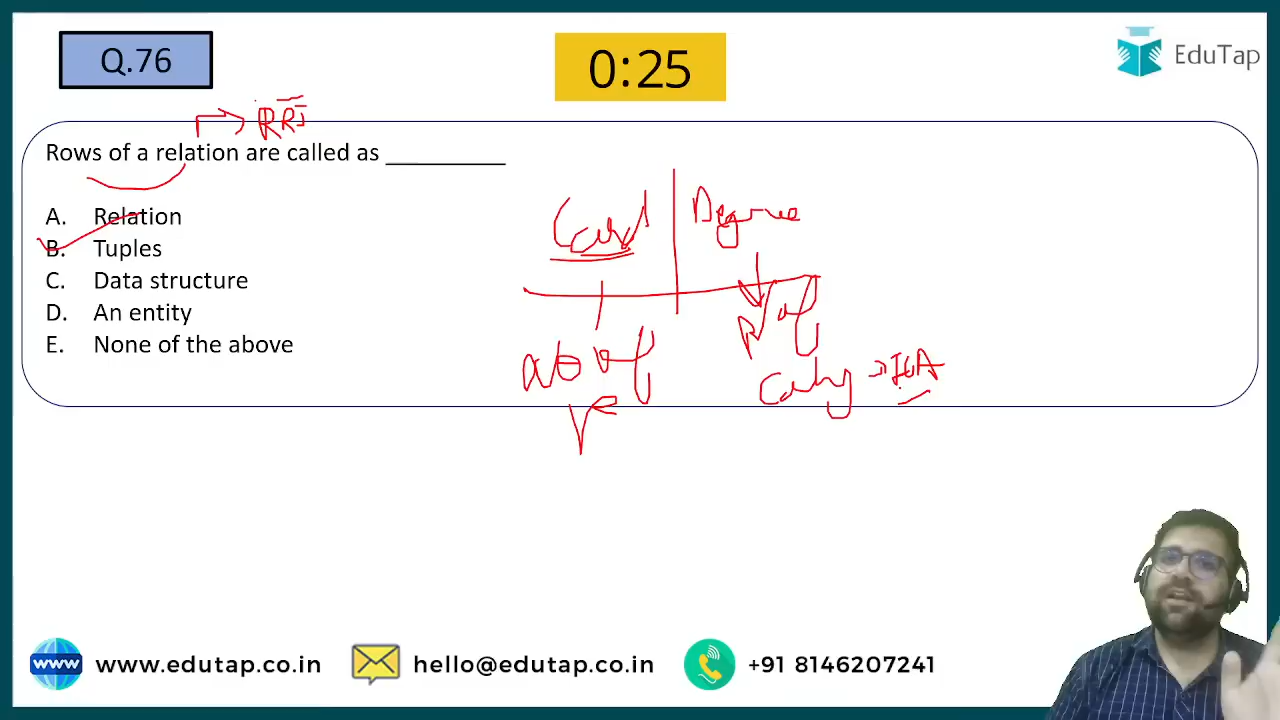 Q.76
0:25
EduTap
Rows of a relation are called as __________
A. Relation
B. Tuples
C. Data structure
D. An entity
E. None of the above
Card
Degree
www
www.edutap.co.in
hello@edutap.co.in
+91 8146207241